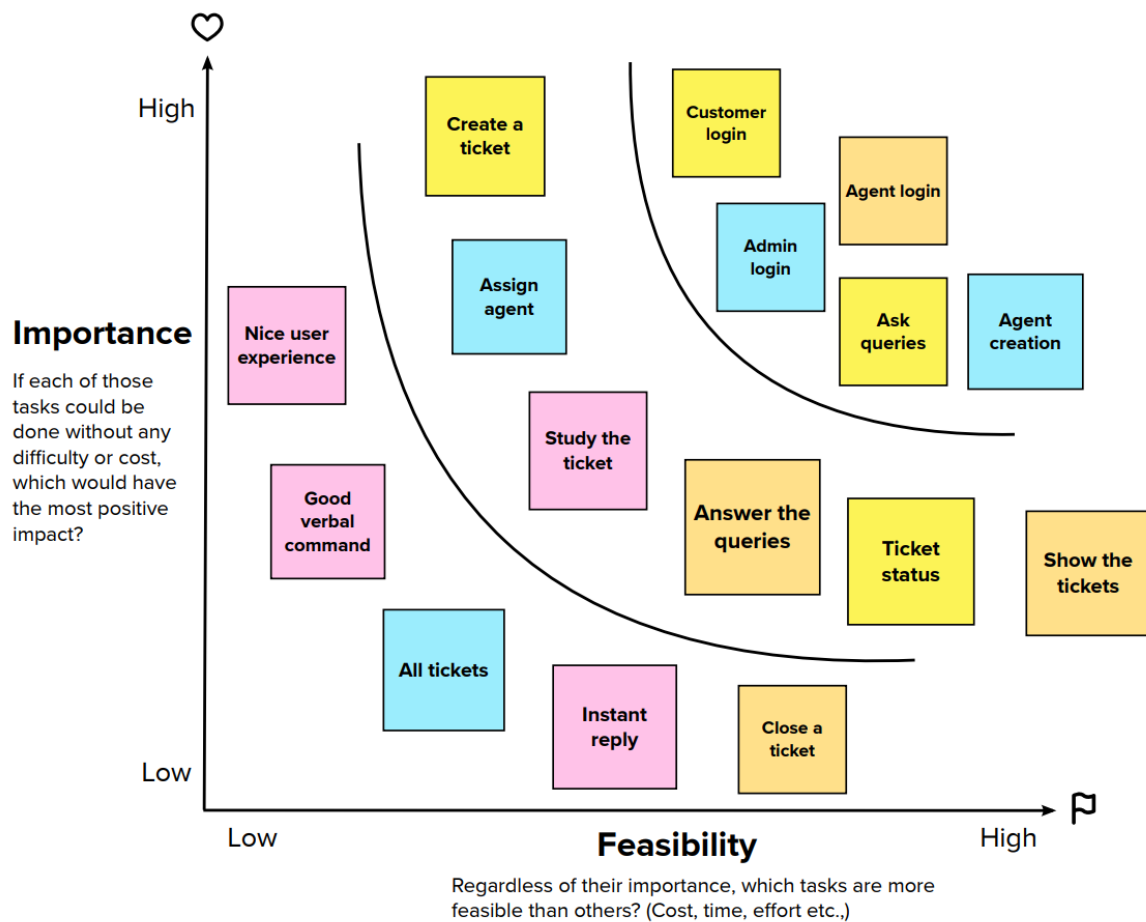 High
Create a
ticket
Customer
login
Agent login
Admin
login
Assign
agent
Ask
queries
Agent
creation
Nice user
experience
Importance
If each of those
tasks could be
done without any
difficulty or cost,
which would have
the most positive
impact?
Study the
ticket
Good
verbal
command
Answer the
queries
Ticket
status
Show the
tickets
All tickets
Instant
reply
Close a
ticket
Low
Low
Feasibility
High
Regardless of their importance, which tasks are more
feasible than others? (Cost, time, effort etc.,)